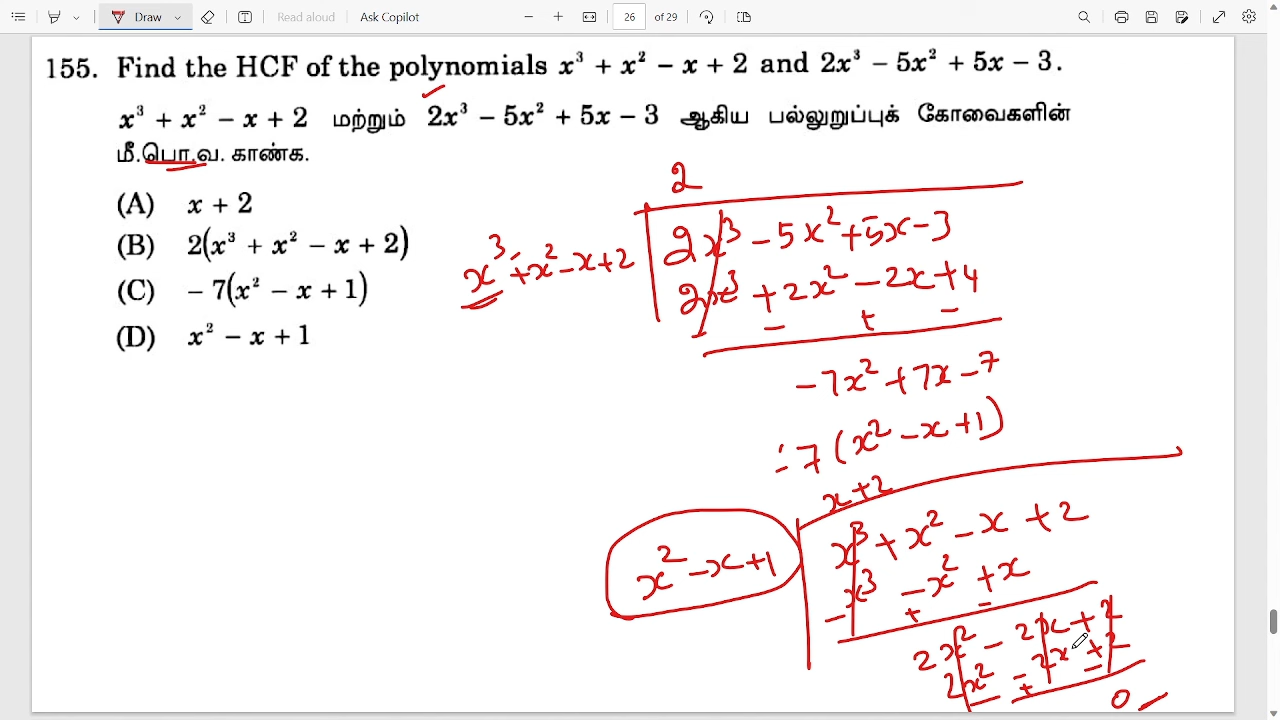 Draw
Read aloud
Ask Copilot
26 of 29
155. Find the HCF of the polynomials x³ + x² − x + 2 and 2x³ − 5x² + 5x − 3.
x³ + x² − x + 2 மற்றும் 2x³ − 5x² + 5x − 3 ஆகிய பல்லுறுப்புக் கோவைகளின்
மீ.பொ.வ. காண்க.
(A) x + 2
(B) 2(x³ + x² − x + 2)
(C) − 7(x² − x + 1)
(D) x² − x + 1
2
x³ + x² − x + 2
2x³ − 5x² + 5x − 3
2x³ + 2x² − 2x + 4
− + −
−7x² + 7x − 7
−7 (x² − x + 1)
x + 2
x² − x + 1
x³ + x² − x + 2
x³ − x² + x
− + −
2x² − 2x + 2
2x² − 2x + 2
− + −
0